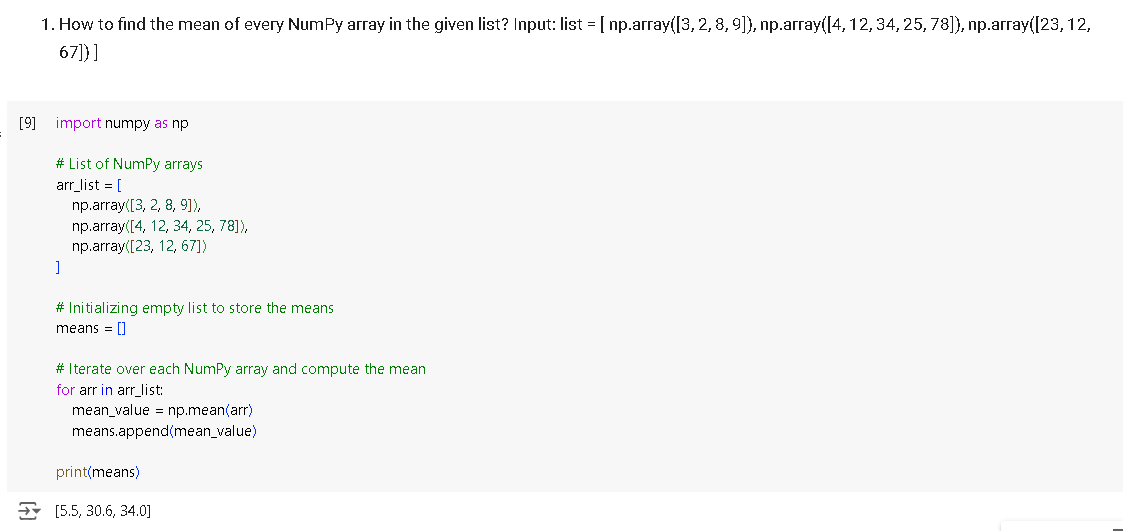 1. How to find the mean of every NumPy array in the given list? Input: list = [ np.array([3, 2, 8, 9]), np.array([4, 12, 34, 25, 78]), np.array([23, 12,
67]) ]
[9] import numpy as np
# List of NumPy arrays
arr_list = [
np.array([3, 2, 8, 9]),
np.array([4, 12, 34, 25, 78]),
np.array([23, 12, 67])
]
# Initializing empty list to store the means
means = []
# Iterate over each NumPy array and compute the mean
for arr in arr_list:
mean_value = np.mean(arr)
means.append(mean_value)
print(means)
[5.5, 30.6, 34.0]